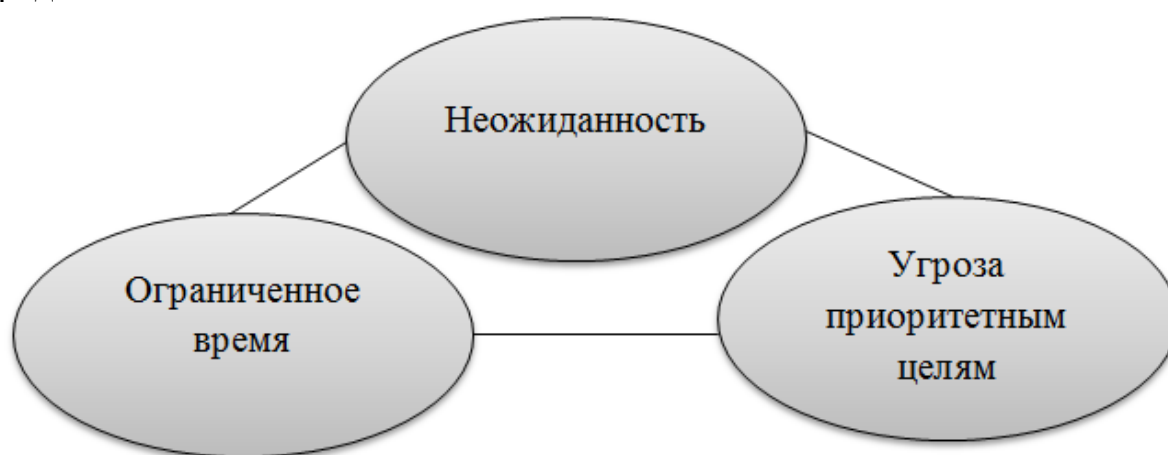 Неожиданность
Ограниченное
время
Угроза
приоритетным
целям